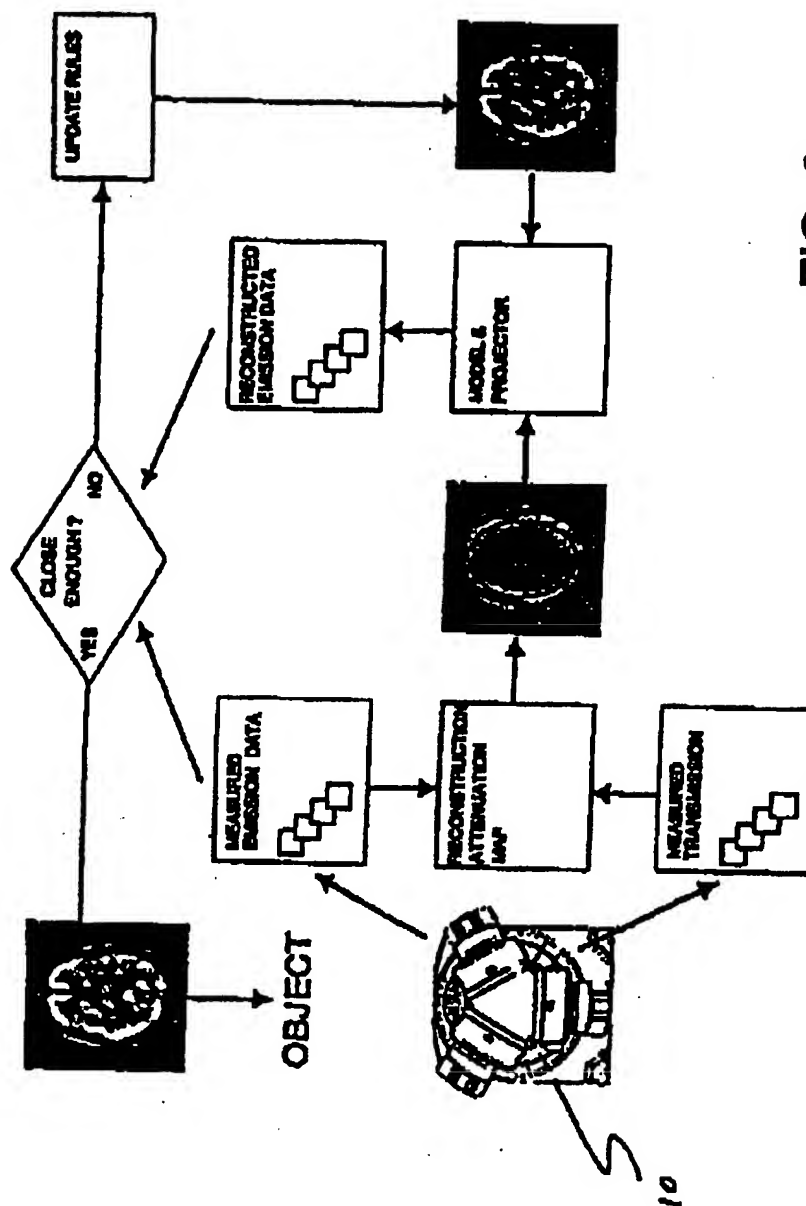 UPDATE RULES
CLOSE
ENOUGH?
YES
NO
RECONSTRUCTED
EMISSION DATA
MEASURED
EMISSION DATA
OBJECT
MODEL &
PROJECTOR
RECONSTRUCTION
ATTENUATION
MAP
MEASURED
TRANSMISSION
10